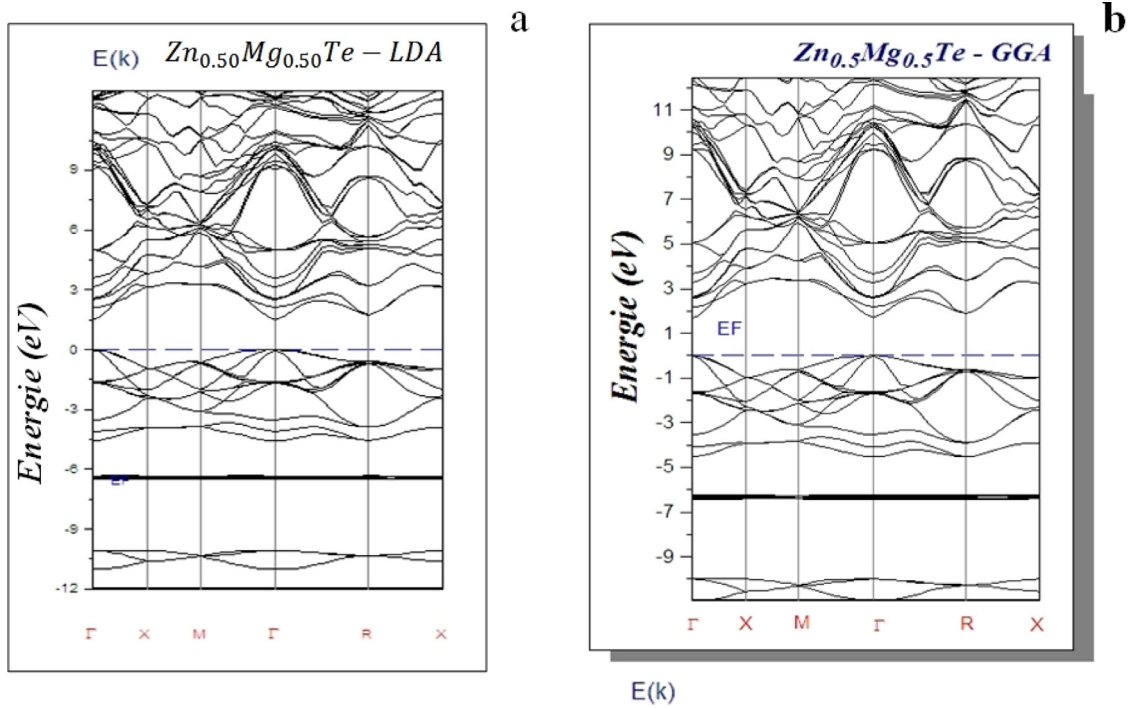 a
E(k)
Zn0.50Mg0.50Te − LDA
Energie (eV)
9
6
3
0
-3
-6
EF
-9
-12
Γ X M Γ R X
b
Zn0.5Mg0.5Te - GGA
Energie (eV)
11
9
7
5
3
1
EF
-1
-3
-5
-7
-9
Γ X M Γ R X
E(k)